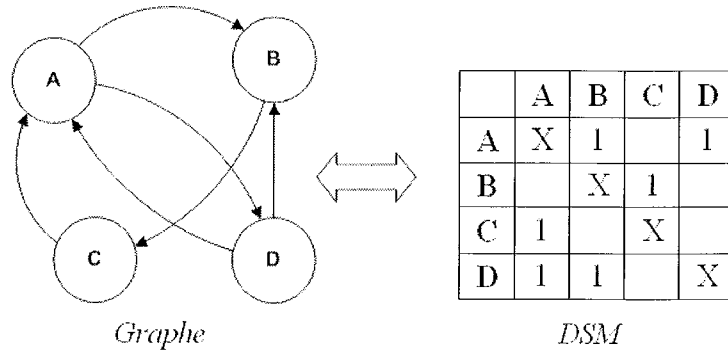 A
B
C
D
Graphe
A B C D
A X 1 1
B X 1
C 1 X
D 1 1 X
DSM